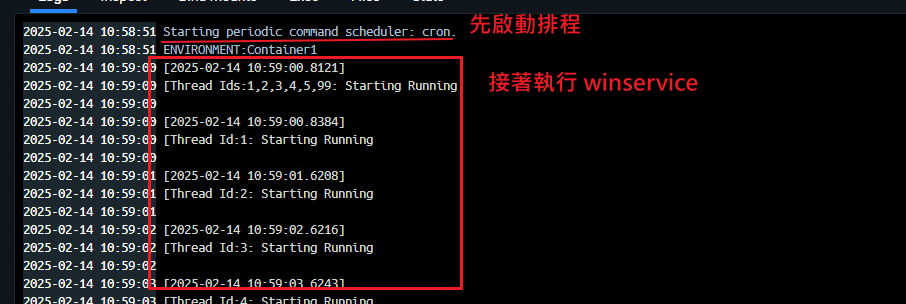 Logs Inspect Bind mounts Exec Files Stats
2025-02-14 10:58:51 Starting periodic command scheduler: cron.
先啟動排程
2025-02-14 10:58:51 ENVIRONMENT:Container1
2025-02-14 10:59:00 [2025-02-14 10:59:00.8121]
2025-02-14 10:59:00 [Thread Ids:1,2,3,4,5,99: Starting Running
接著執行 winservice
2025-02-14 10:59:00
2025-02-14 10:59:00 [2025-02-14 10:59:00.8384]
2025-02-14 10:59:00 [Thread Id:1: Starting Running
2025-02-14 10:59:00
2025-02-14 10:59:01 [2025-02-14 10:59:01.6208]
2025-02-14 10:59:01 [Thread Id:2: Starting Running
2025-02-14 10:59:01
2025-02-14 10:59:02 [2025-02-14 10:59:02.6216]
2025-02-14 10:59:02 [Thread Id:3: Starting Running
2025-02-14 10:59:02
2025-02-14 10:59:03 [2025-02-14 10:59:03.6243]
2025-02-14 10:59:03 [Thread Id:4: Starting Running